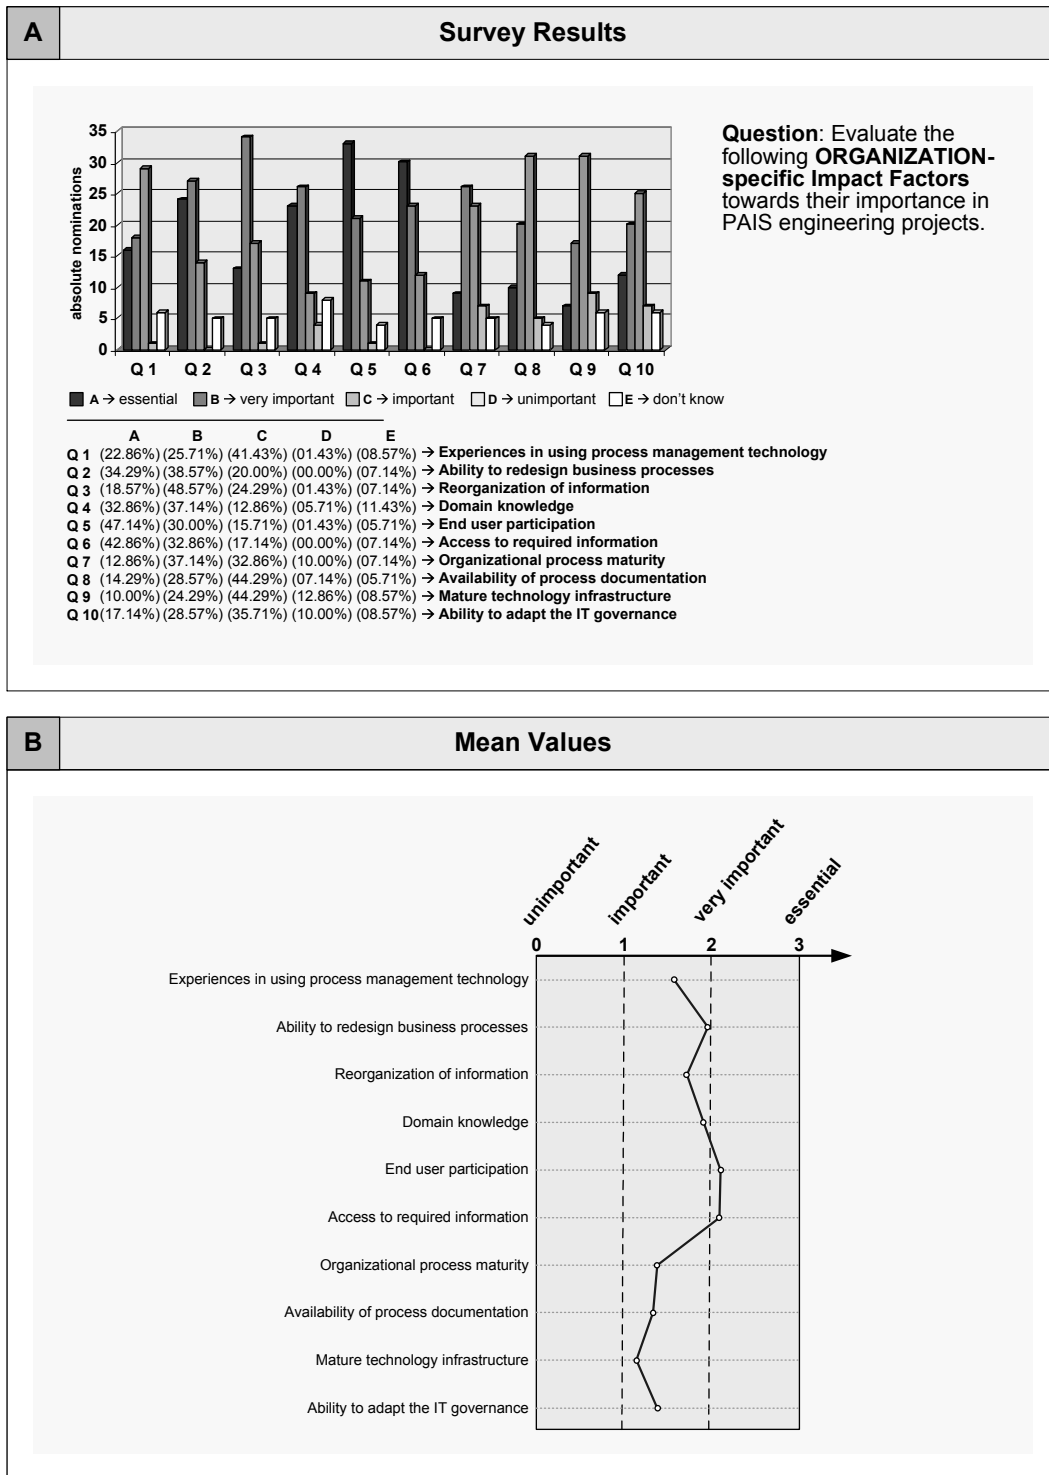 A
Survey Results
35
30
25
20
15
10
5
0
absolute nominations
Q 1 Q 2 Q 3 Q 4 Q 5 Q 6 Q 7 Q 8 Q 9 Q 10
A → essential B → very important C → important D → unimportant E → don't know
Question: Evaluate the
following ORGANIZATION-
specific Impact Factors
towards their importance in
PAIS engineering projects.
A B C D E
Q 1 (22.86%) (25.71%) (41.43%) (01.43%) (08.57%) → Experiences in using process management technology
Q 2 (34.29%) (38.57%) (20.00%) (00.00%) (07.14%) → Ability to redesign business processes
Q 3 (18.57%) (48.57%) (24.29%) (01.43%) (07.14%) → Reorganization of information
Q 4 (32.86%) (37.14%) (12.86%) (05.71%) (11.43%) → Domain knowledge
Q 5 (47.14%) (30.00%) (15.71%) (01.43%) (05.71%) → End user participation
Q 6 (42.86%) (32.86%) (17.14%) (00.00%) (07.14%) → Access to required information
Q 7 (12.86%) (37.14%) (32.86%) (10.00%) (07.14%) → Organizational process maturity
Q 8 (14.29%) (28.57%) (44.29%) (07.14%) (05.71%) → Availability of process documentation
Q 9 (10.00%) (24.29%) (44.29%) (12.86%) (08.57%) → Mature technology infrastructure
Q 10 (17.14%) (28.57%) (35.71%) (10.00%) (08.57%) → Ability to adapt the IT governance
B
Mean Values
unimportant important very important essential
0 1 2 3
Experiences in using process management technology
Ability to redesign business processes
Reorganization of information
Domain knowledge
End user participation
Access to required information
Organizational process maturity
Availability of process documentation
Mature technology infrastructure
Ability to adapt the IT governance